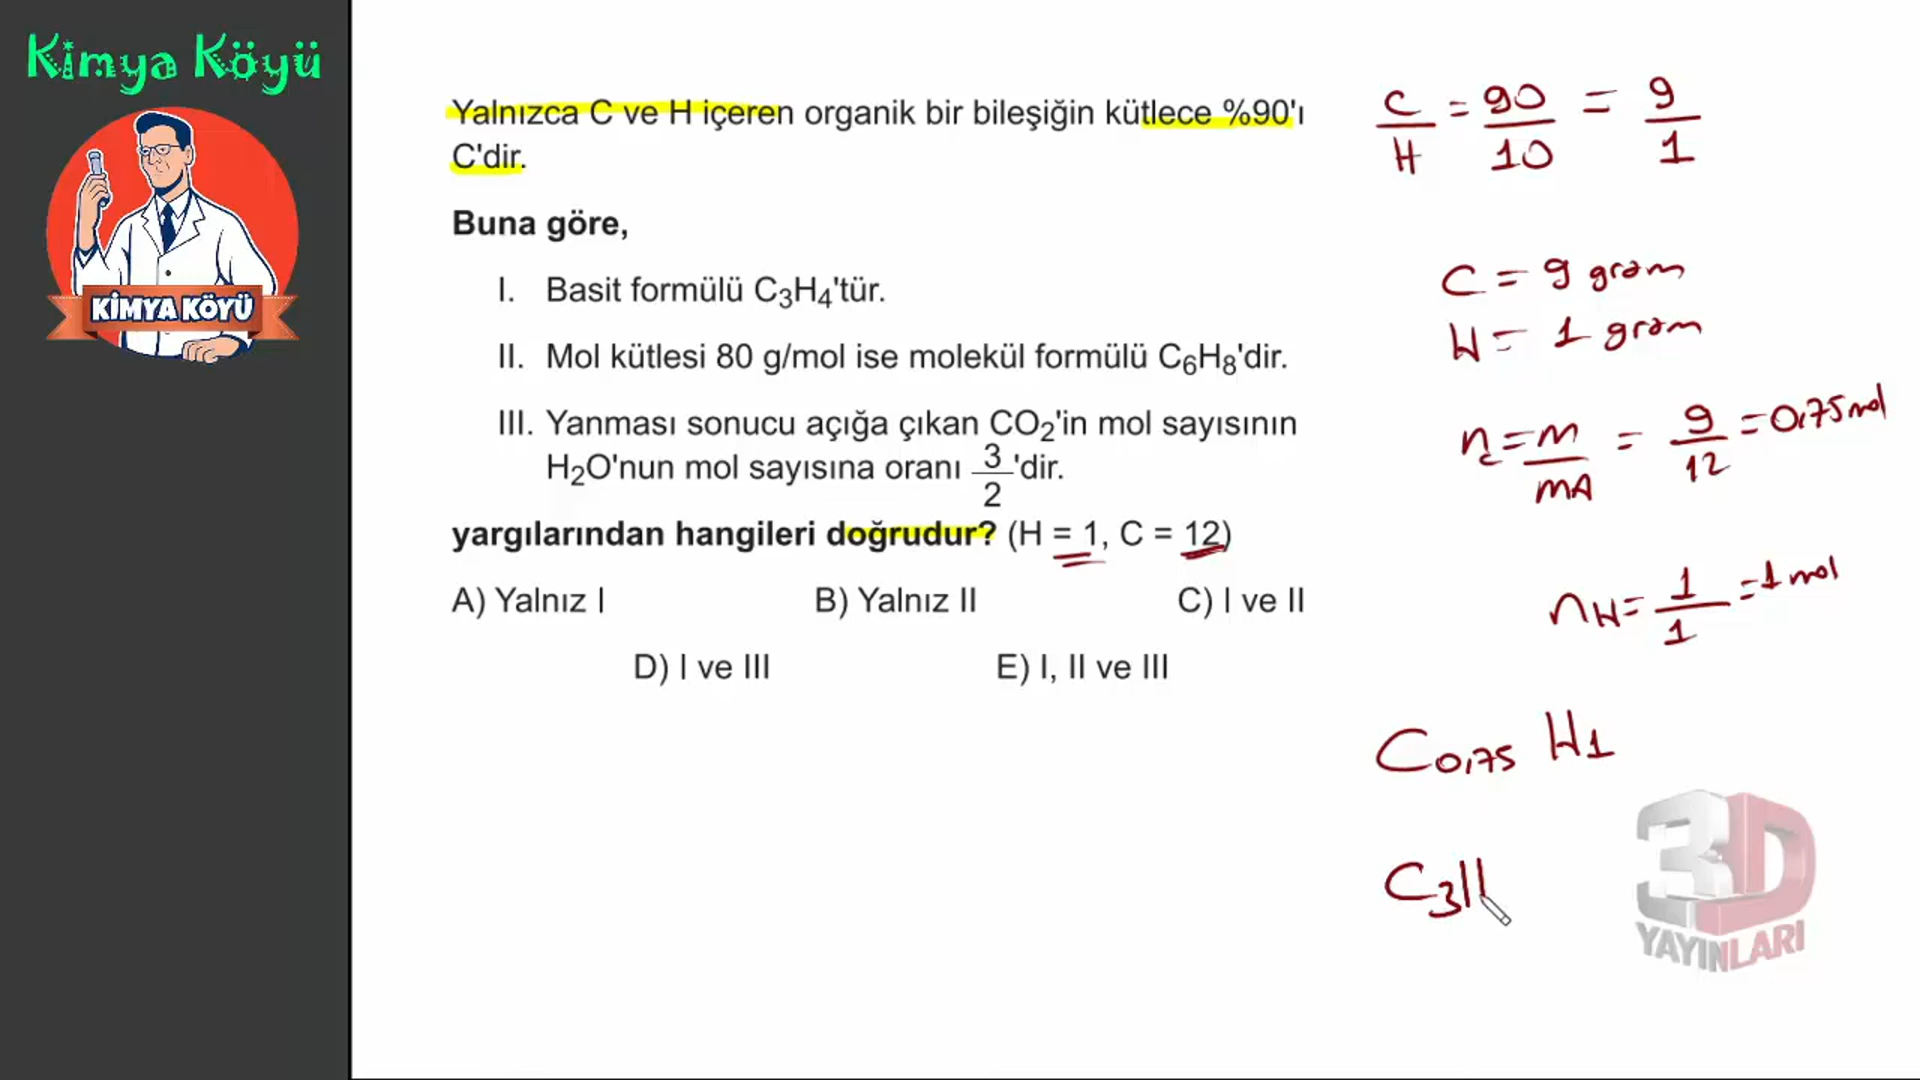 Kimya Köyü
KİMYA KÖYÜ
Yalnızca C ve H içeren organik bir bileşiğin kütlece %90'ı
C'dir.
Buna göre,
I. Basit formülü C₃H₄'tür.
II. Mol kütlesi 80 g/mol ise molekül formülü C₆H₈'dir.
III. Yanması sonucu açığa çıkan CO₂'in mol sayısının
H₂O'nun mol sayısına oranı 3/2'dir.
yargılarından hangileri doğrudur? (H = 1, C = 12)
A) Yalnız I B) Yalnız II C) I ve II
D) I ve III E) I, II ve III
C/H = 90/10 = 9/1
C = 9 gram
H = 1 gram
nc = m/mA = 9/12 = 0,75 mol
nH = 1/1 = 1 mol
C0,75 H1
C3
3D
YAYINLARI